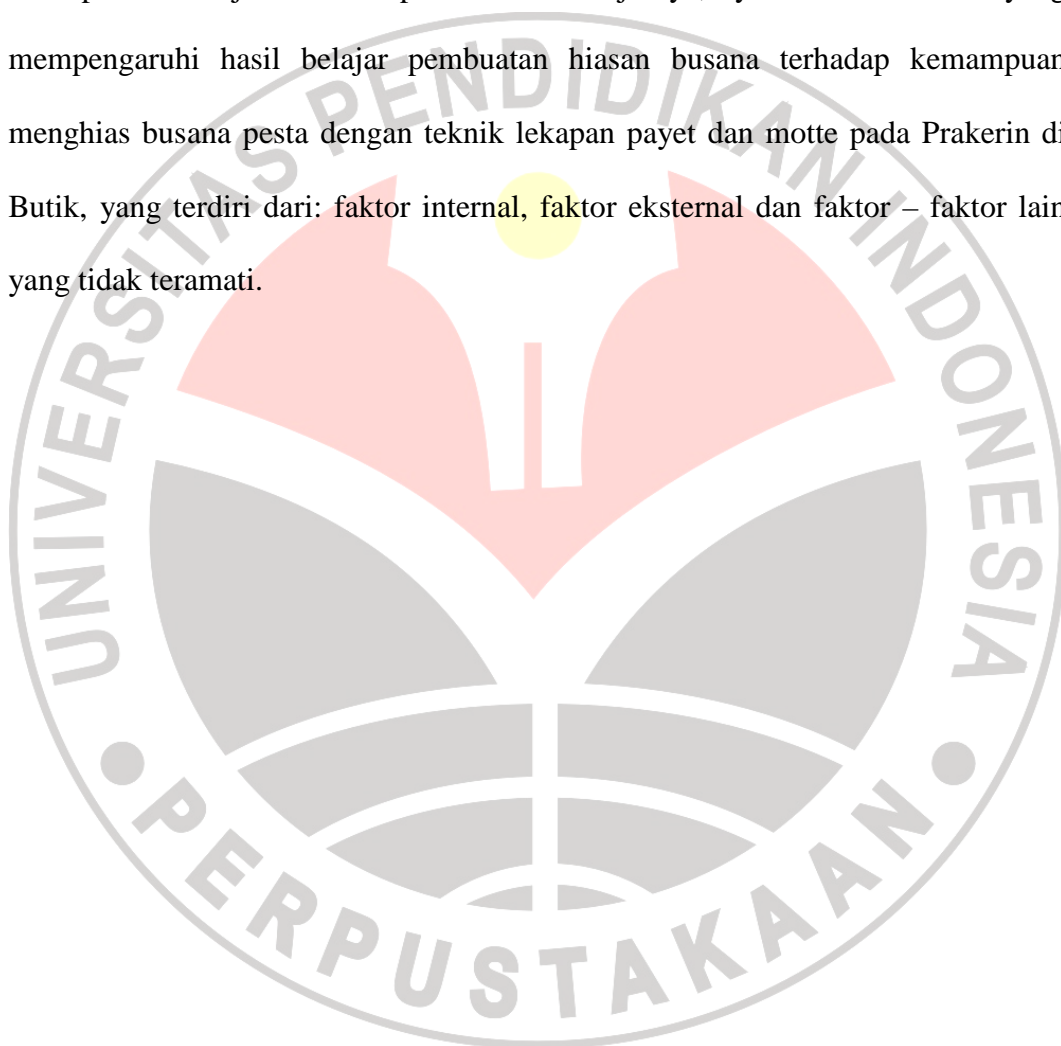 mempengaruhi hasil belajar pembuatan hiasan busana terhadap kemampuan
menghias busana pesta dengan teknik lekapan payet dan motte pada Prakerin di
Butik, yang terdiri dari: faktor internal, faktor eksternal dan faktor – faktor lain
yang tidak teramati.
UNIVERSITAS PENDIDIKAN INDONESIA
PERPUSTAKAAN